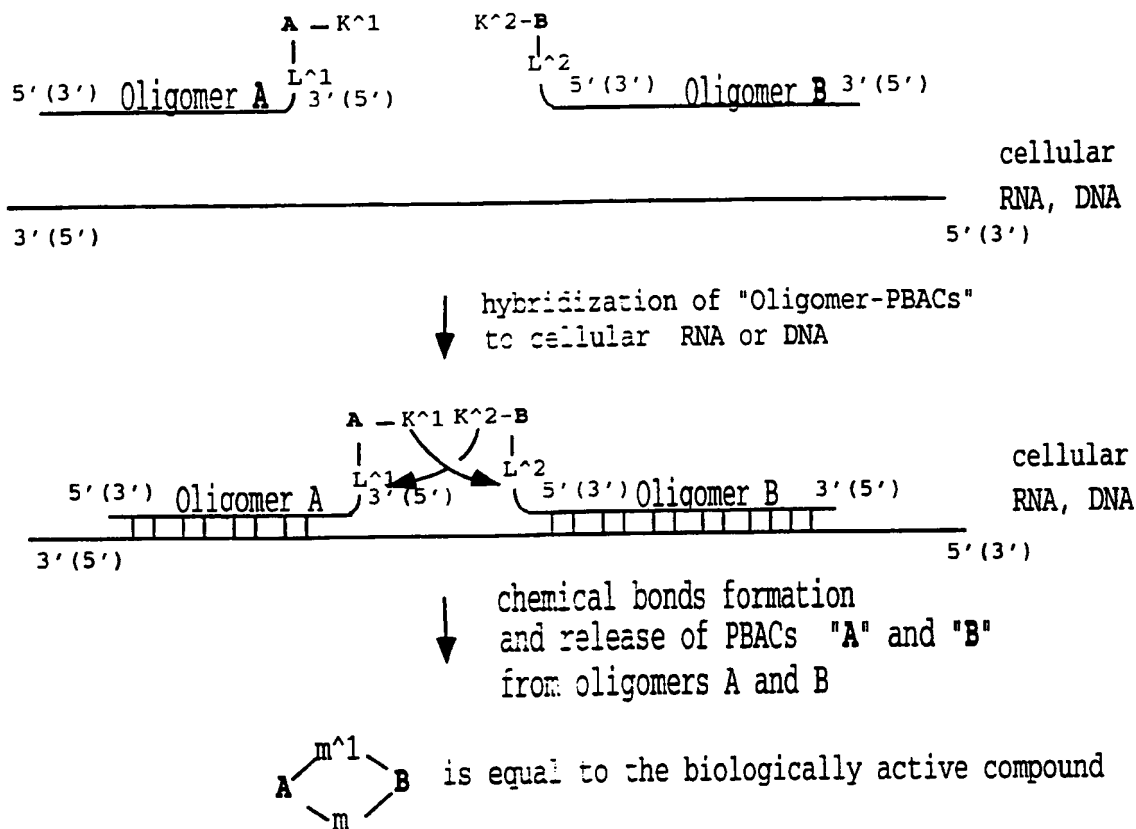 A — K^1
K^2-B
L^1
L^2
5'(3') Oligomer A 3'(5')
5'(3') Oligomer B 3'(5')
cellular
RNA, DNA
3'(5')
5'(3')
hybridization of "Oligomer-PBACs"
to cellular RNA or DNA
A — K^1 K^2-B
L^1
L^2
5'(3') Oligomer A 3'(5')
5'(3') Oligomer B 3'(5')
cellular
RNA, DNA
3'(5')
5'(3')
chemical bonds formation
and release of PBACs "A" and "B"
from oligomers A and B
m^1
A B is equal to the biologically active compound
m